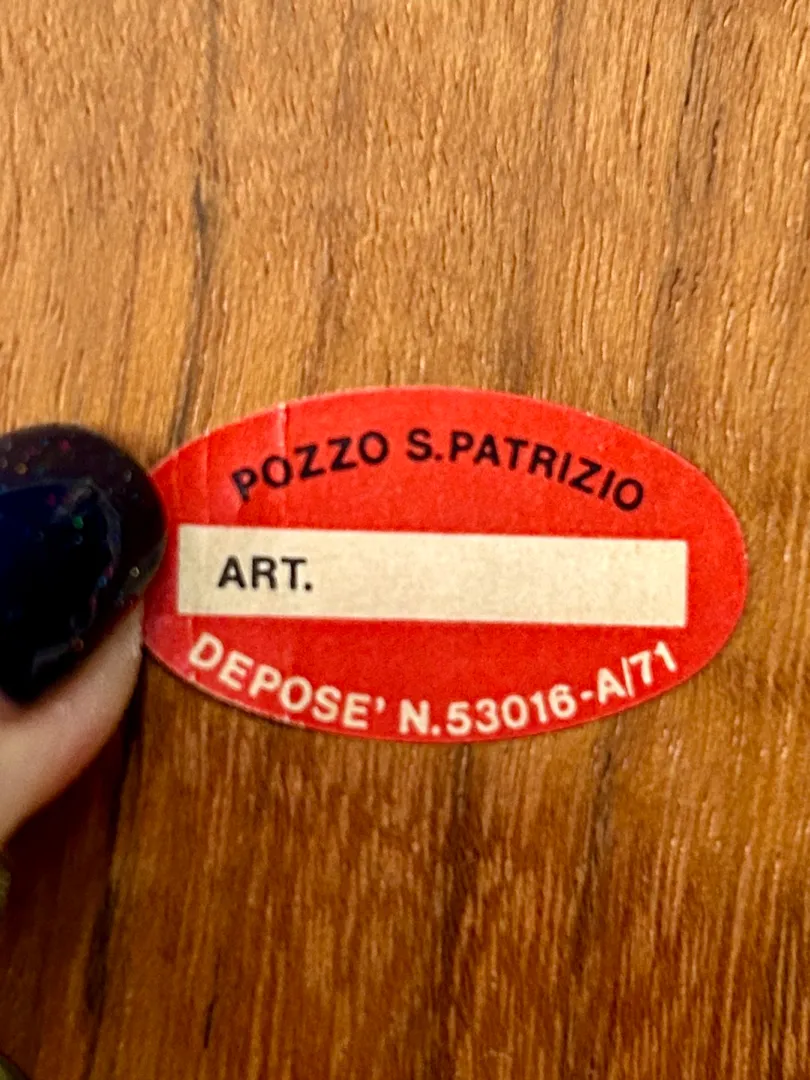 POZZO S.PATRIZIO
ART.
DEPOSE' N.53016-A/71